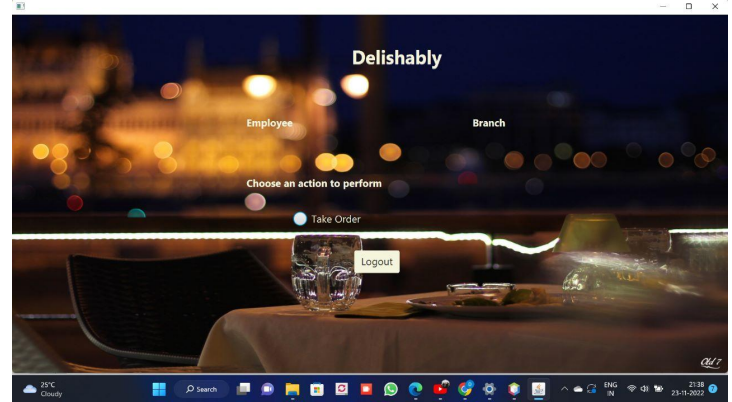 Delishably
Employee Branch
Choose an action to perform
Take Order
Logout
25°C
Cloudy
Search
ENG
IN
21:38
23-11-2022